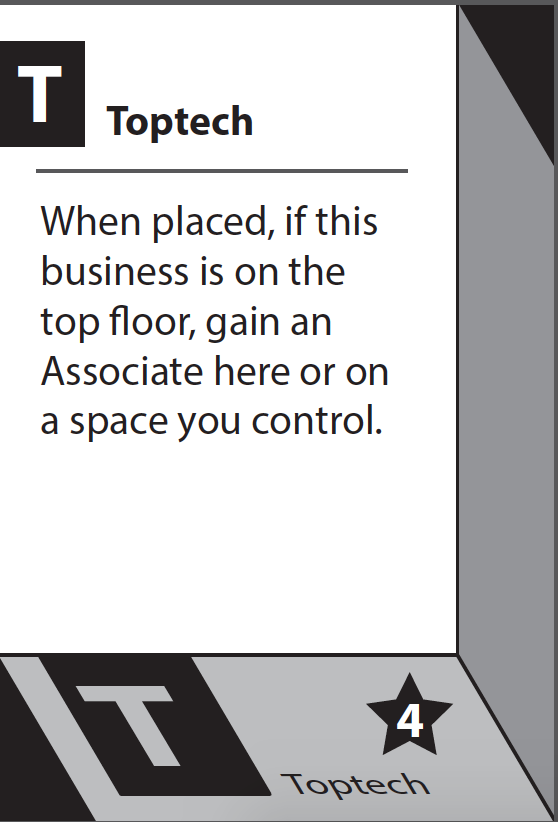 T
Toptech
When placed, if this
business is on the
top floor, gain an
Associate here or on
a space you control.
T
4
Toptech